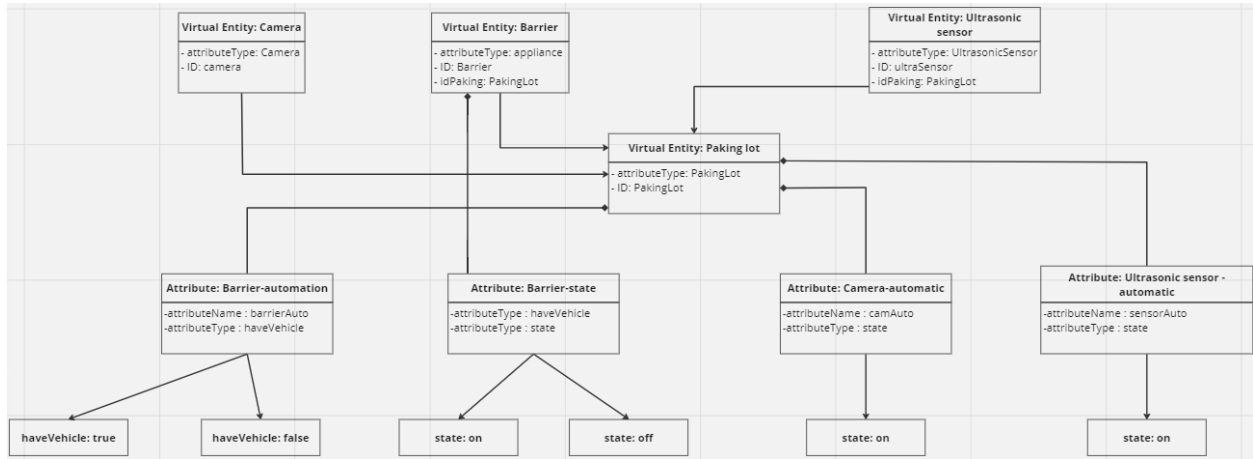 Virtual Entity: Camera
- attributeType: Camera
- ID: camera
Virtual Entity: Barrier
- attributeType: appliance
- ID: Barrier
- idPaking: PakingLot
Virtual Entity: Ultrasonic
sensor
- attributeType: UltrasonicSensor
- ID: ultraSensor
- idPaking: PakingLot
Virtual Entity: Paking lot
- attributeType: PakingLot
- ID: PakingLot
Attribute: Barrier-automation
-attributeName : barrierAuto
-attributeType : haveVehicle
Attribute: Barrier-state
-attributeType : haveVehicle
-attributeType : state
Attribute: Camera-automatic
-attributeName : camAuto
-attributeType : state
Attribute: Ultrasonic sensor -
automatic
-attributeName : sensorAuto
-attributeType : state
haveVehicle: true
haveVehicle: false
state: on
state: off
state: on
state: on